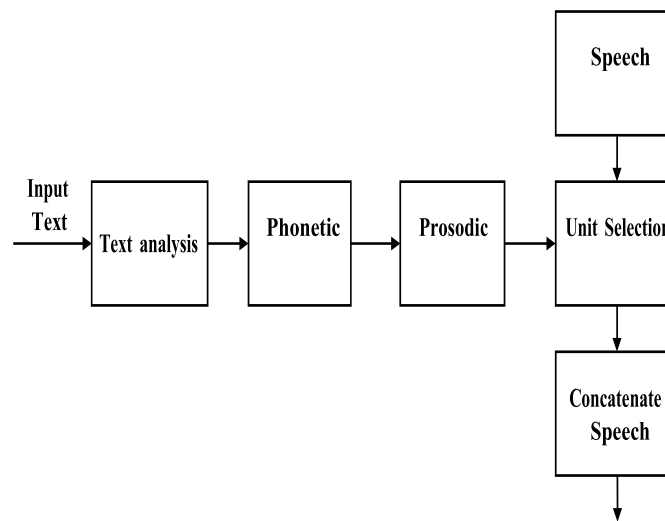 Speech
Input
Text
Text analysis
Phonetic
Prosodic
Unit Selection
Concatenate
Speech